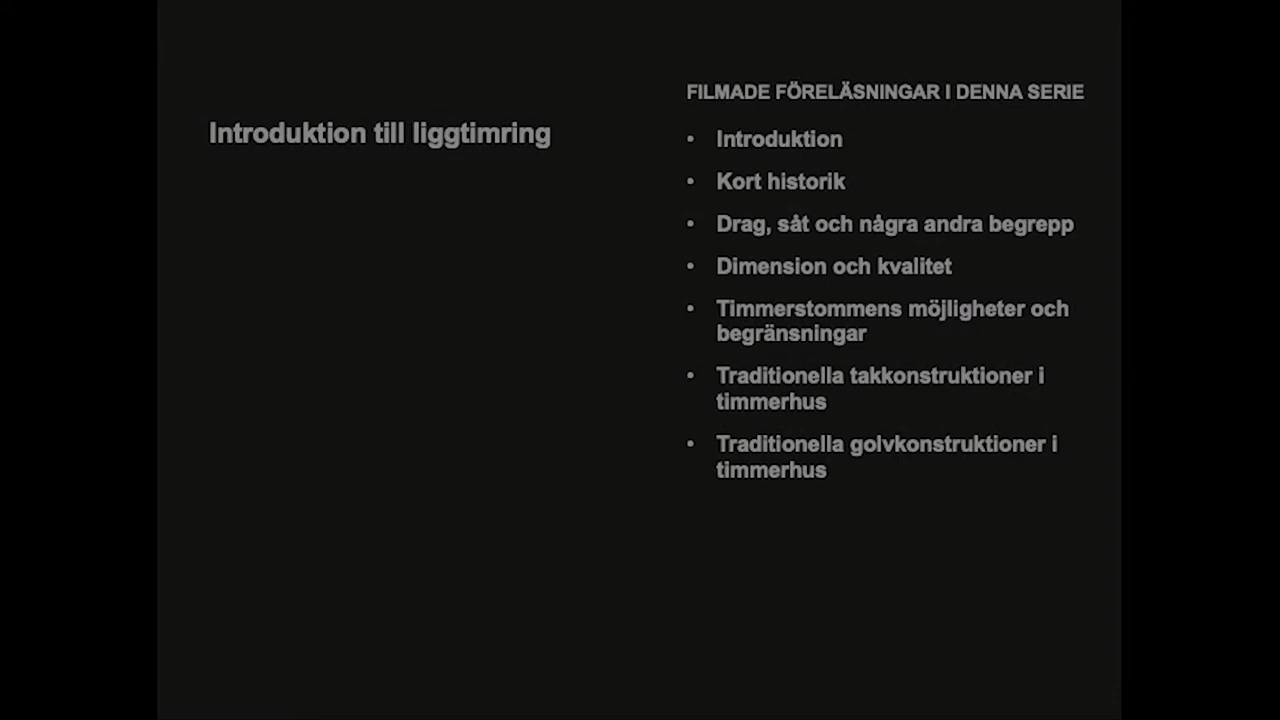 Introduktion till liggtimring
FILMADE FÖRELÄSNINGAR I DENNA SERIE
• Introduktion
• Kort historik
• Drag, såt och några andra begrepp
• Dimension och kvalitet
• Timmerstommens möjligheter och
begränsningar
• Traditionella takkonstruktioner i
timmerhus
• Traditionella golvkonstruktioner i
timmerhus